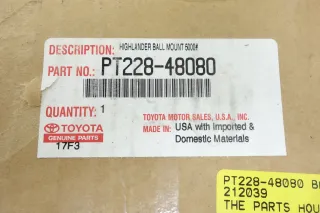 DESCRIPTION: HIGHLANDER BALL MOUNT 5000#
PART NO.: PT228-48080
QUANTITY: 1
TOYOTA MOTOR SALES, U.S.A., INC.
TOYOTA
MADE IN: USA with Imported &
GENUINE PARTS
Domestic Materials
17F3
PT228-48080
212039
THE PARTS HOU